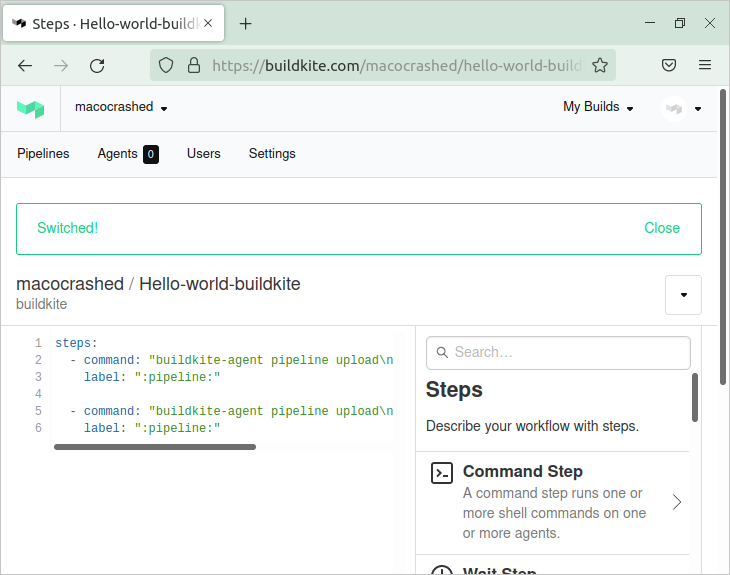 Steps · Hello-world-buildk
https://buildkite.com/macocrashed/hello-world-build
macocrashed
My Builds
Pipelines
Agents 0
Users
Settings
Switched!
Close
macocrashed / Hello-world-buildkite
buildkite
1 steps:
2 - command: "buildkite-agent pipeline upload\n
3 label: ":pipeline:"
4
5 - command: "buildkite-agent pipeline upload\n
6 label: ":pipeline:"
Search...
Steps
Describe your workflow with steps.
Command Step
A command step runs one or
more shell commands on one
or more agents.
Wait Step